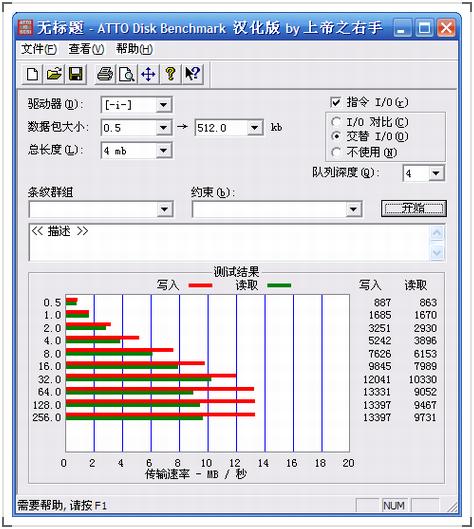 无标题 - ATTO Disk Benchmark 汉化版 by 上帝之右手
文件(F) 查看(V) 帮助(H)
驱动器(D): [-i-] 指令 I/O(r)
数据包大小: 0.5 → 512.0 kb I/O 对比(C)
交替 I/O(O)
总长度(L): 4 mb 不使用(N)
队列深度(Q): 4
条纹群组 约束(b): 开始
<< 描述 >>
测试结果
写入 读取 写入 读取
0.5 887 863
1.0 1685 1670
2.0 3251 2930
4.0 5242 3896
8.0 7626 6153
16.0 9845 7989
32.0 12041 10330
64.0 13331 9052
128.0 13397 9467
256.0 13397 9731
0 2 4 6 8 10 12 14 16 18 20
传输速率 - MB / 秒
需要帮助, 请按 F1 NUM